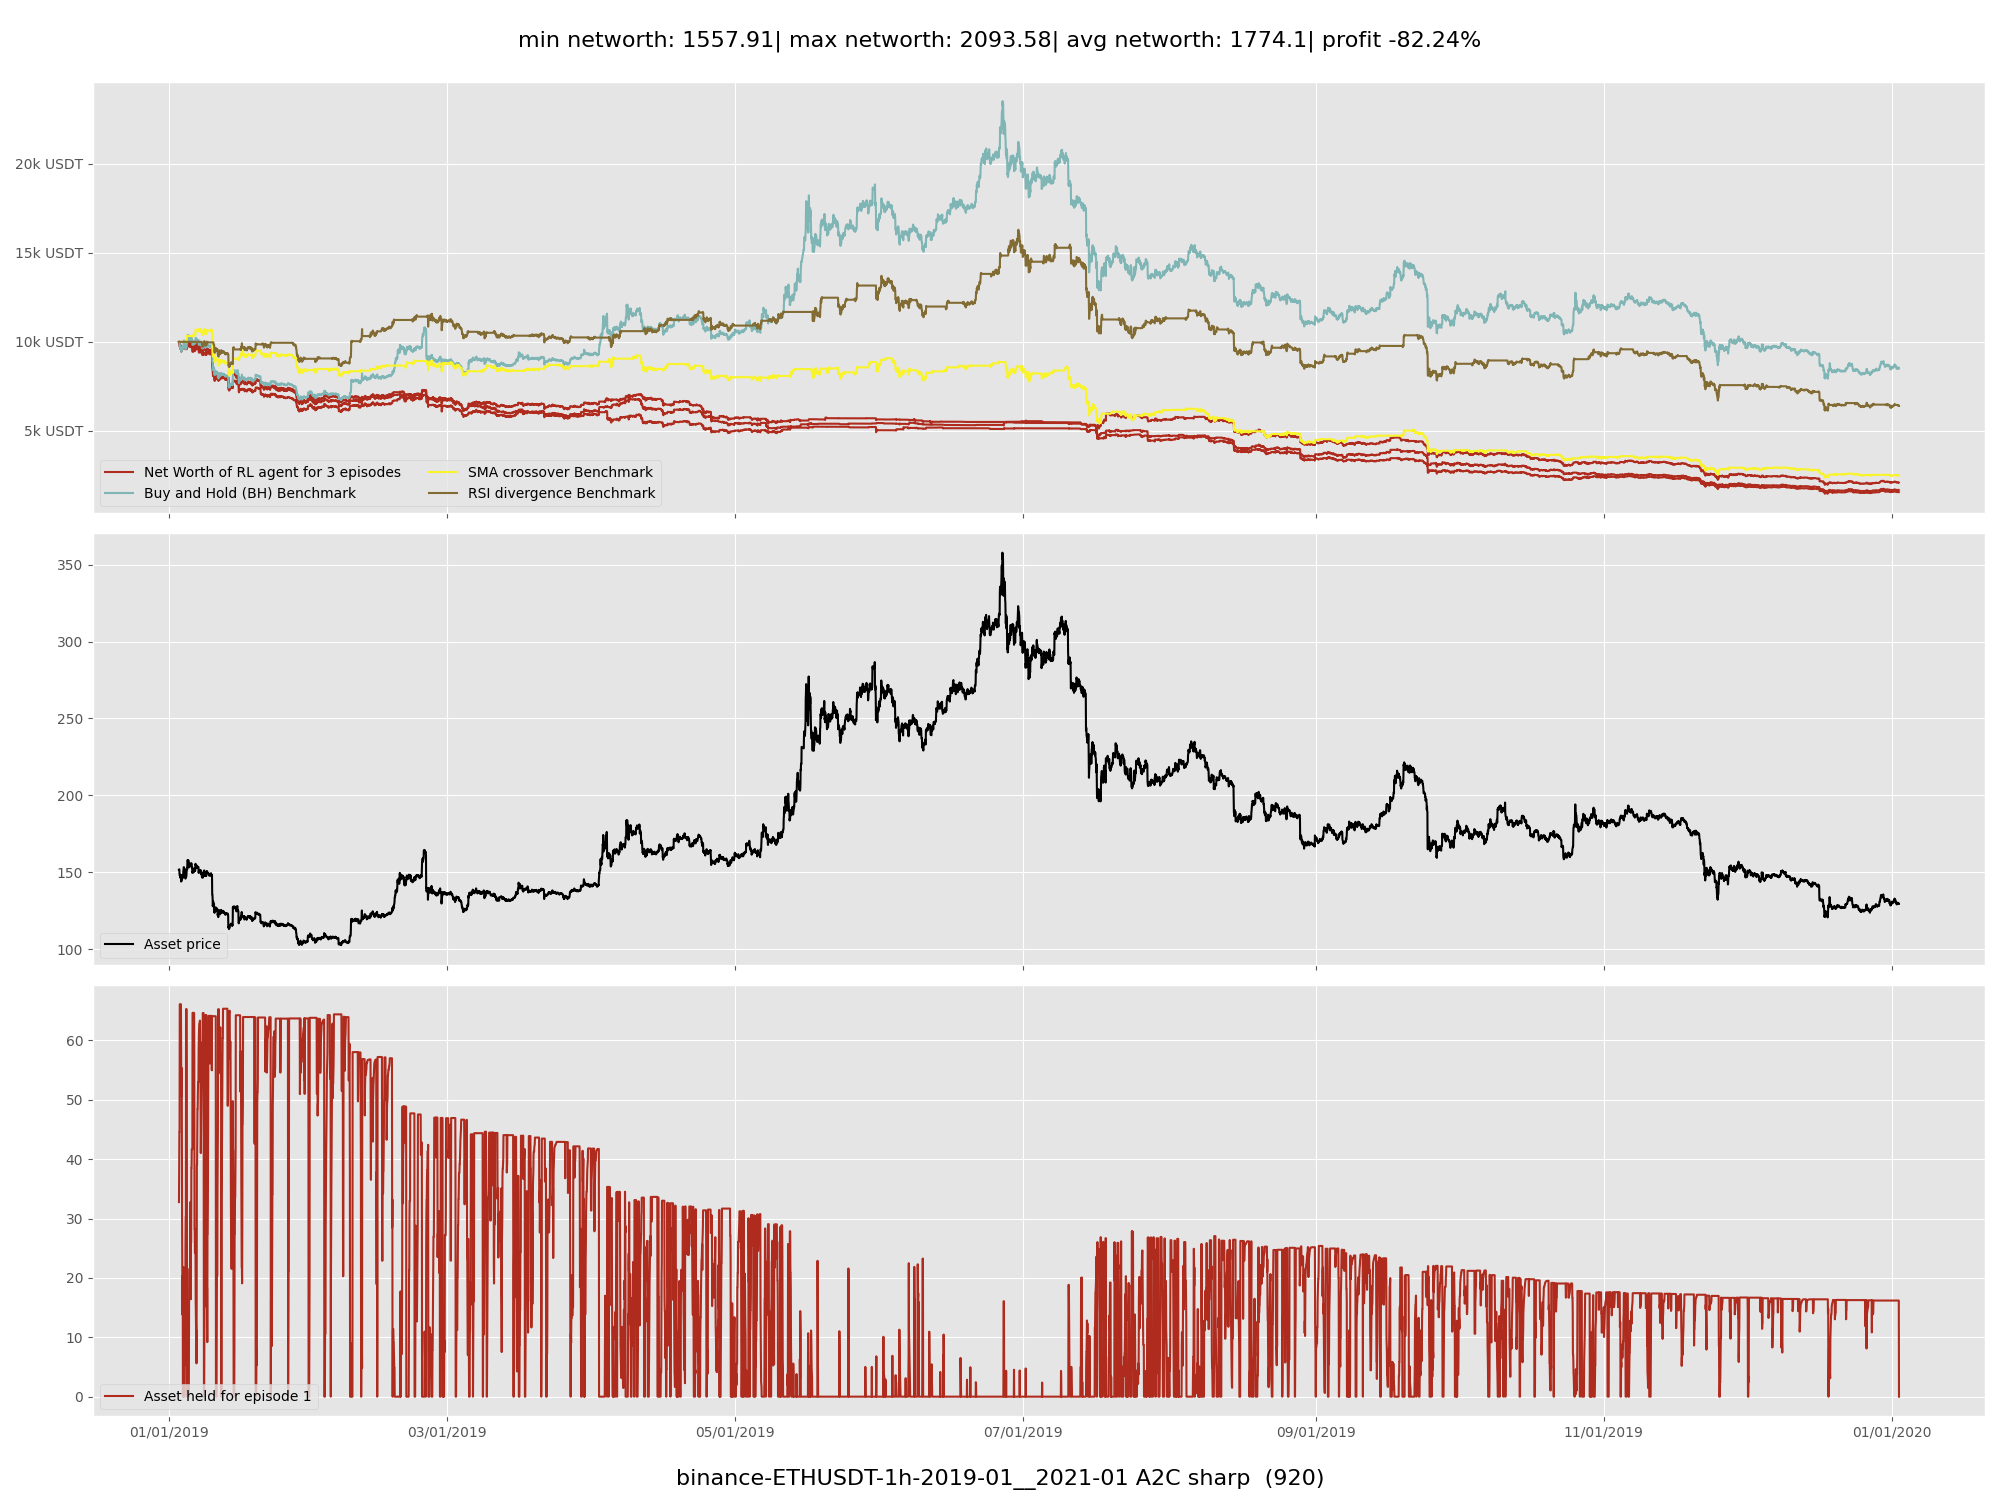 min networth: 1557.91| max networth: 2093.58| avg networth: 1774.1| profit -82.24%
20k USDT
15k USDT
10k USDT
5k USDT
Net Worth of RL agent for 3 episodes
Buy and Hold (BH) Benchmark
SMA crossover Benchmark
RSI divergence Benchmark
350
300
250
200
150
100
Asset price
60
50
40
30
20
10
0
Asset held for episode 1
01/01/2019 03/01/2019 05/01/2019 07/01/2019 09/01/2019 11/01/2019 01/01/2020
binance-ETHUSDT-1h-2019-01__2021-01 A2C sharp (920)